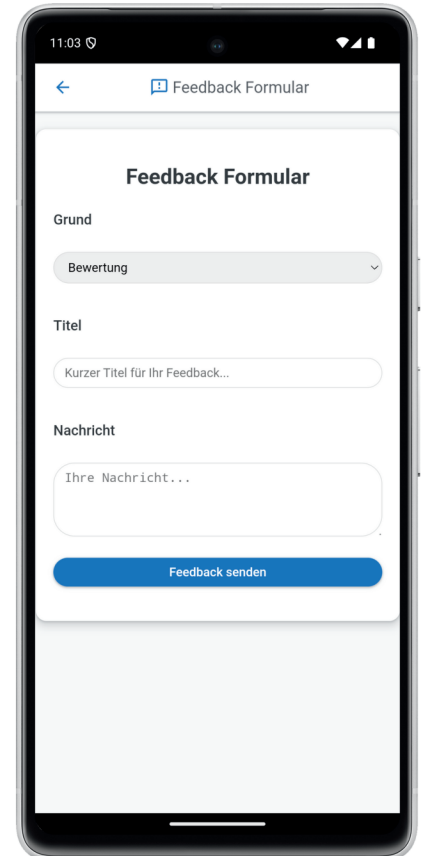 11:03
Feedback Formular
Feedback Formular
Grund
Bewertung
Titel
Kurzer Titel für Ihr Feedback...
Nachricht
Ihre Nachricht...
Feedback senden